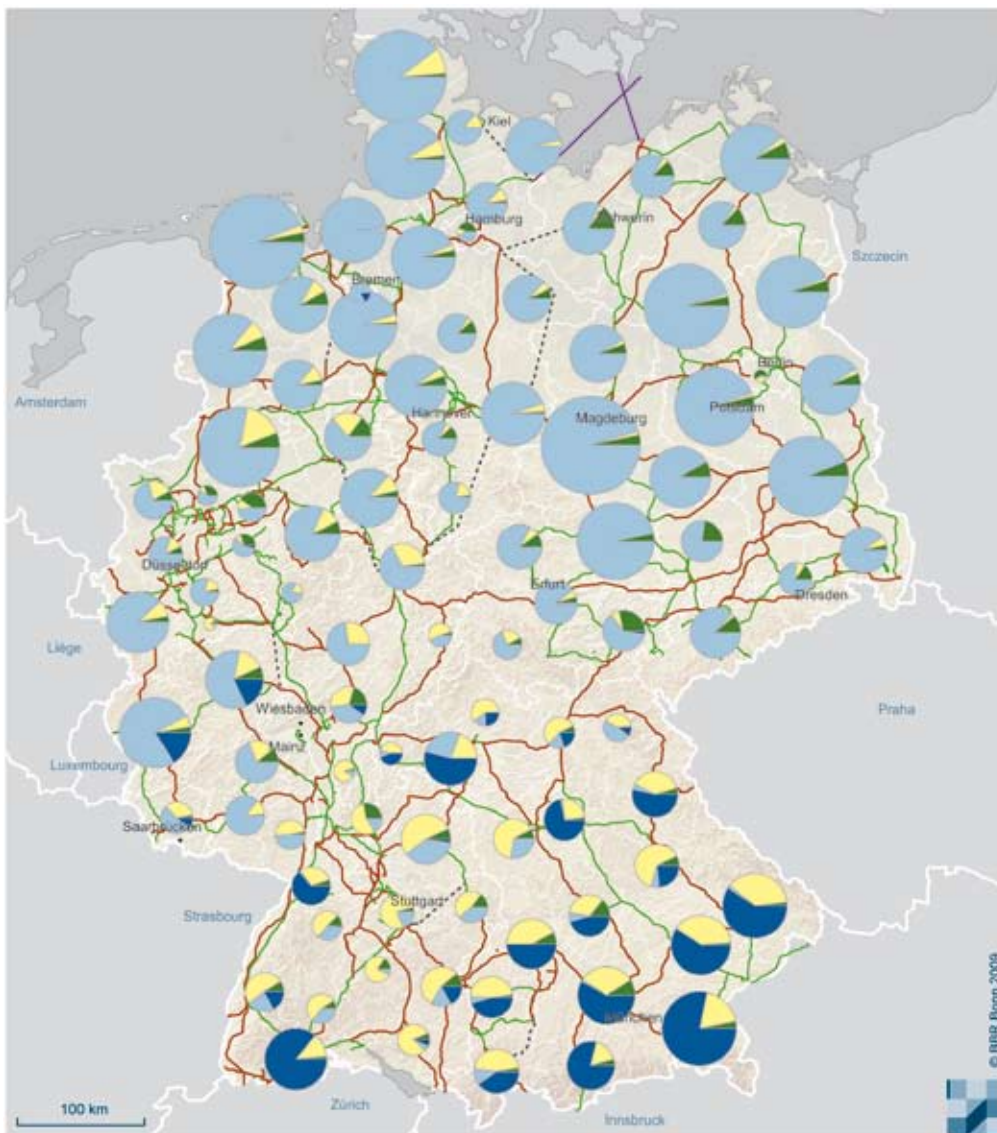 Kiel
Hamburg
Schwerin
Szczecin
Bremen
Berlin
Amsterdam
Hannover
Magdeburg
Potsdam
Düsseldorf
Erfurt
Dresden
Liége
Wiesbaden
Praha
Mainz
Luxembourg
Saarbrücken
Stuttgart
Strasbourg
München
© BBR Bonn 2009
100 km
Zürich
Innsbruck